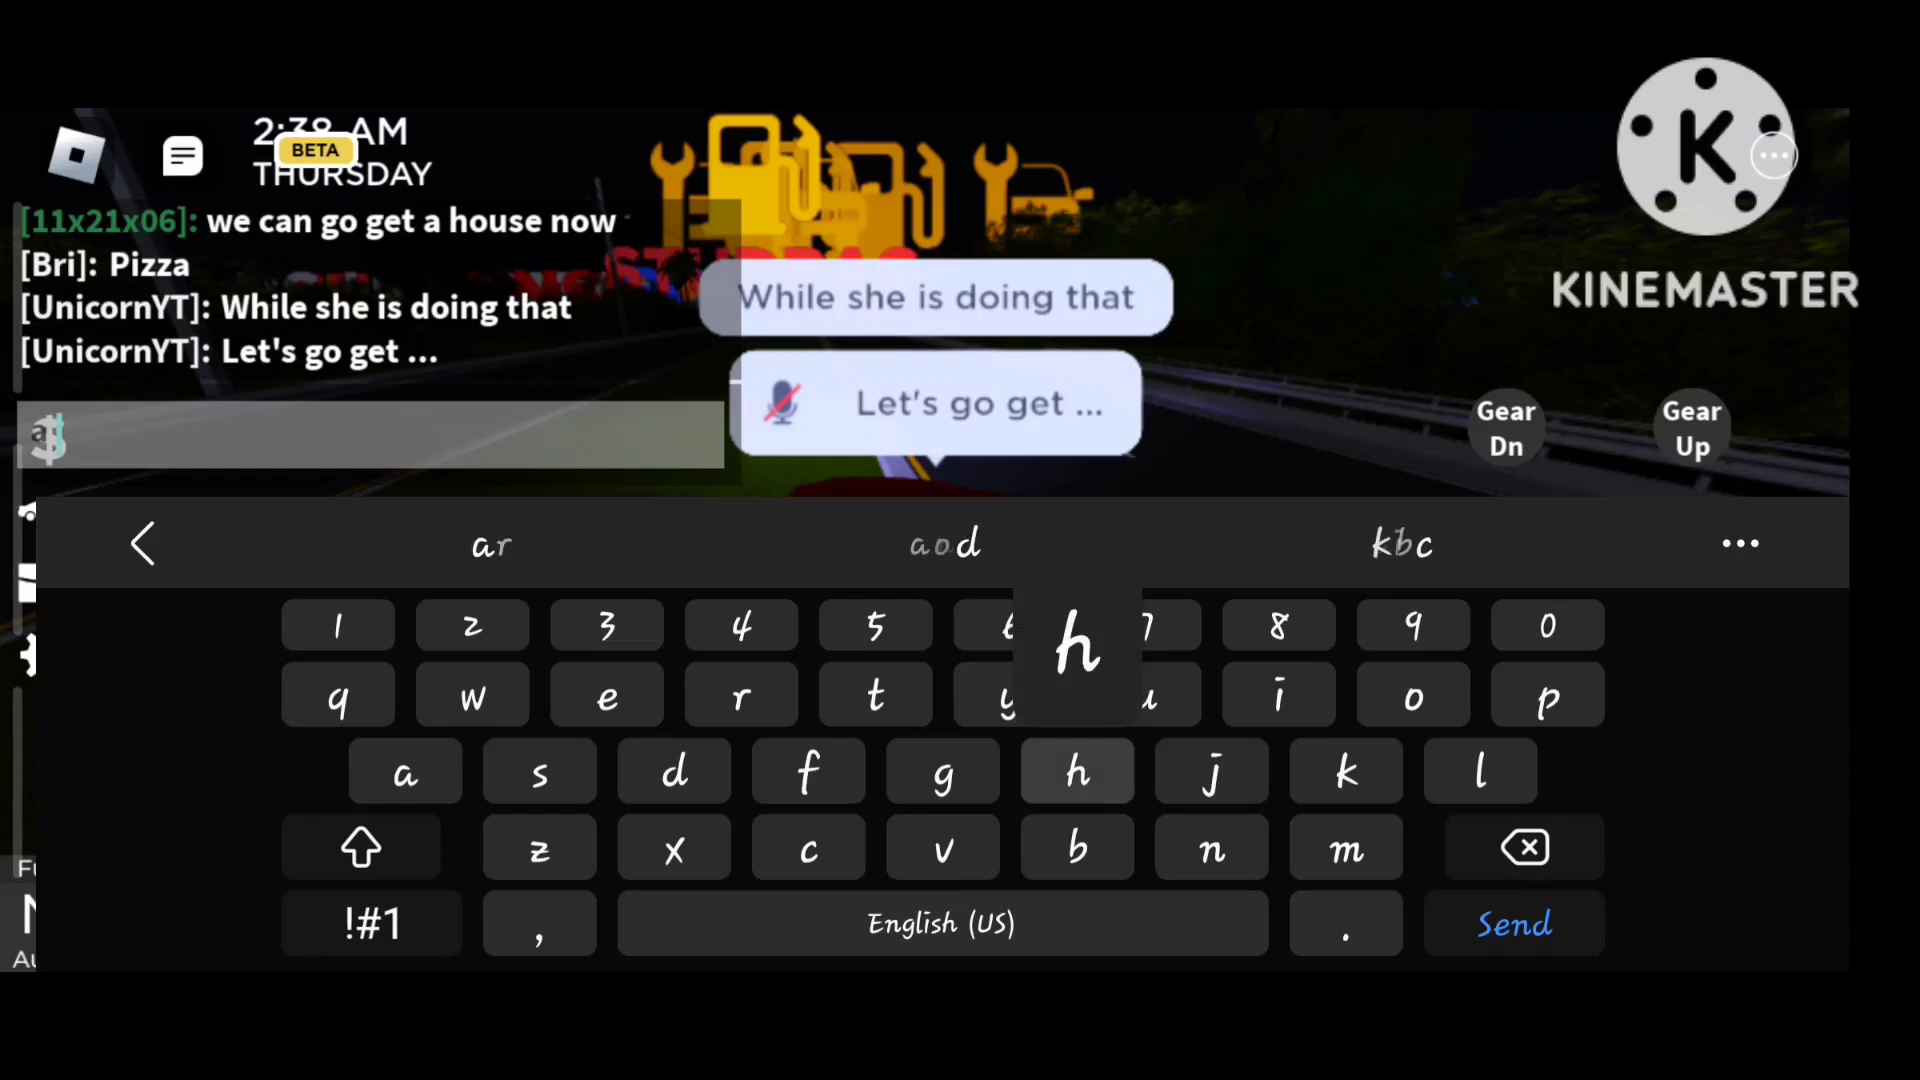 2:38 AM
BETA
THURSDAY
[11x21x06]: we can go get a house now
[Bri]: Pizza
[UnicornYT]: While she is doing that
[UnicornYT]: Let's go get ...
While she is doing that
Let's go get ...
K
KINEMASTER
Gear
Dn
Gear
Up
$
ar
aod
kbc
...
1 2 3 4 5 6 7 8 9 0
h
q w e r t y u i o p
a s d f g h j k l
z x c v b n m
!#1 , English (US) . Send